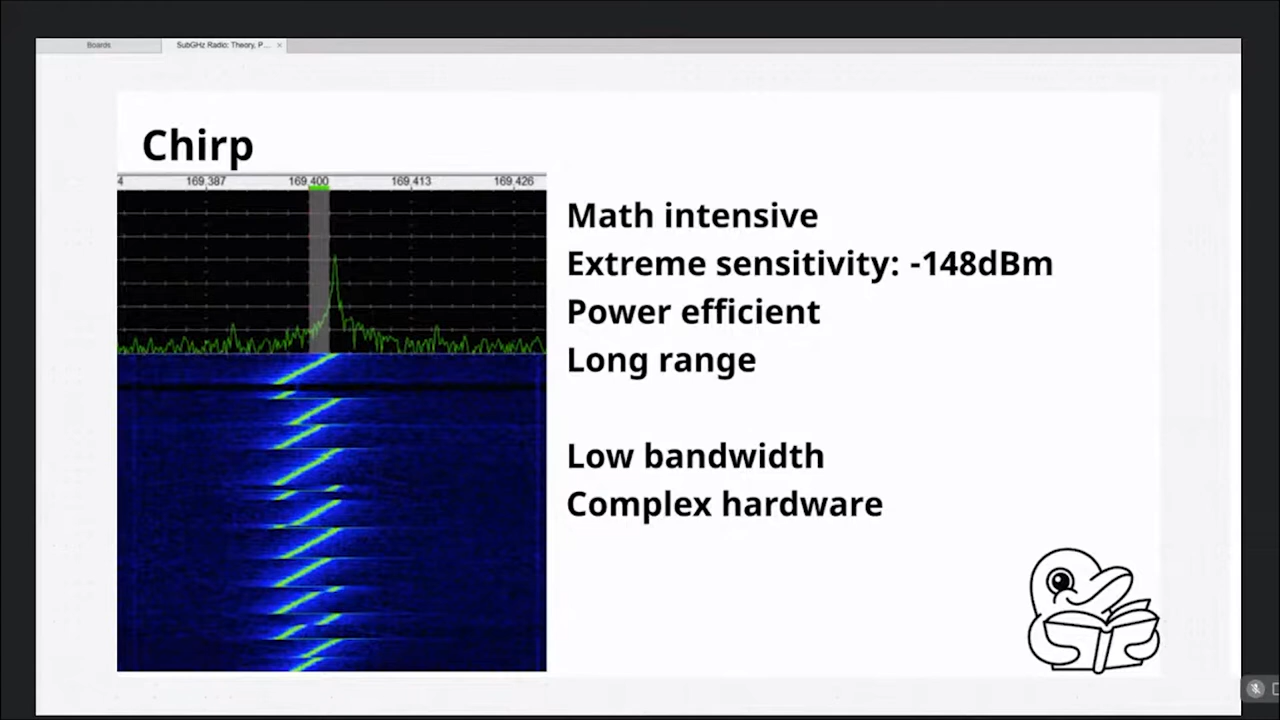 Boards
SubGHz Radio: Theory, P...
Chirp
4 169.387 169.400 169.413 169.426
Math intensive
Extreme sensitivity: -148dBm
Power efficient
Long range
Low bandwidth
Complex hardware